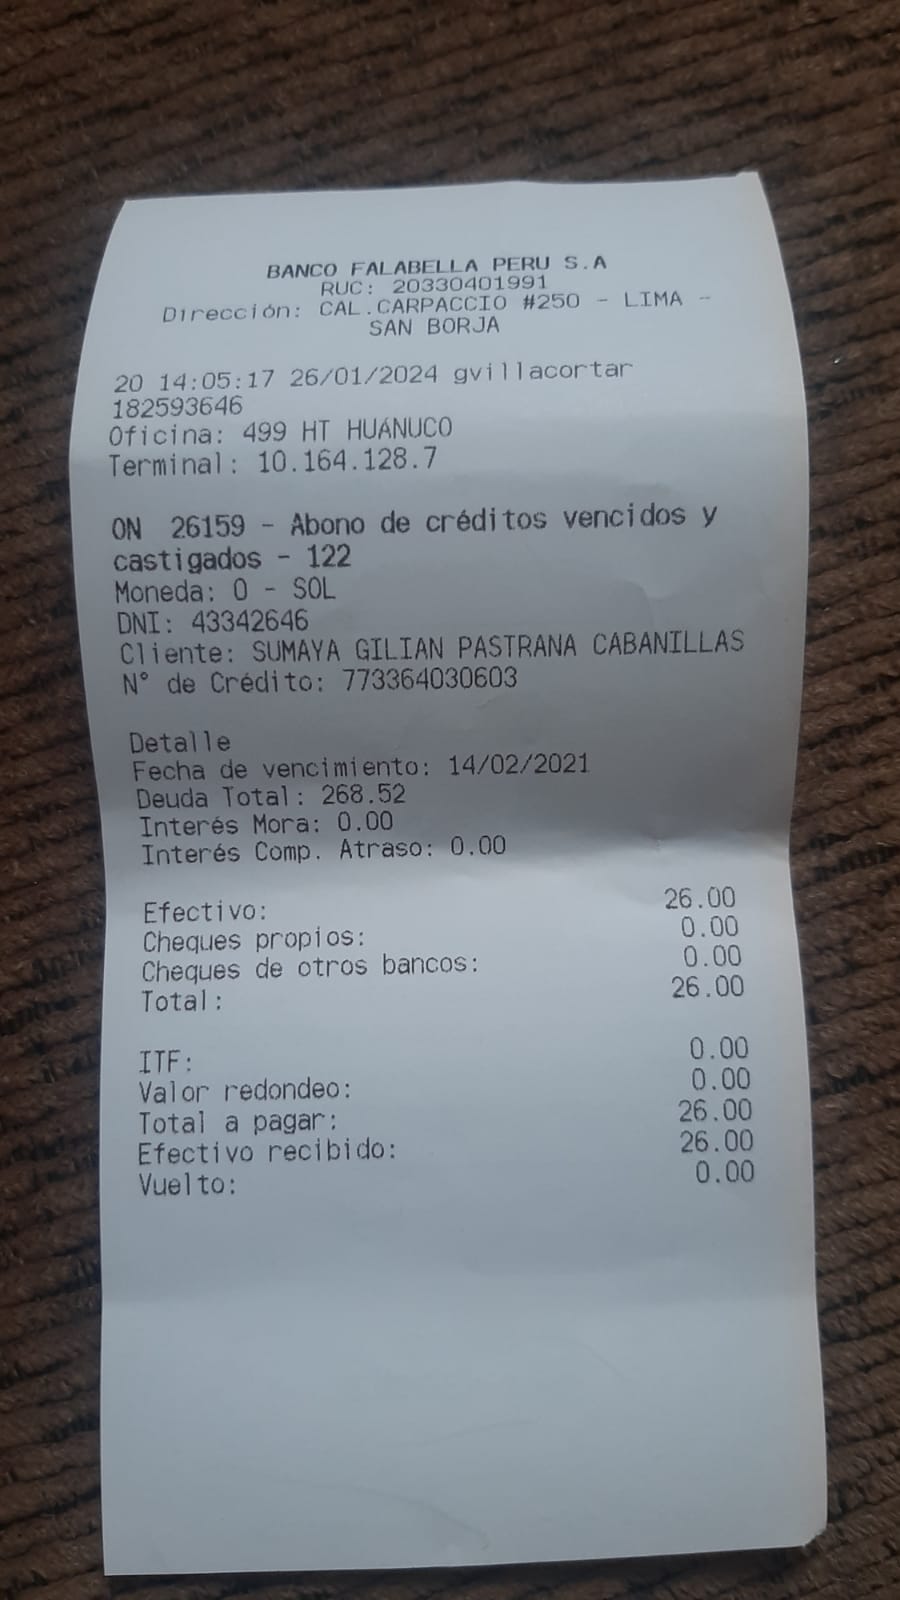 BANCO FALABELLA PERU S.A
RUC: 20330401991
Dirección: CAL.CARPACCIO #250 - LIMA -
SAN BORJA
20 14:05:17 26/01/2024 gvillacortar
182593646
Oficina: 499 HT HUÁNUCO
Terminal: 10.164.128.7
ON 26159 - Abono de créditos vencidos y
castigados - 122
Moneda: 0 - SOL
DNI: 43342646
Cliente: SUMAYA GILIAN PASTRANA CABANILLAS
N° de Crédito: 773364030603
Detalle
Fecha de vencimiento: 14/02/2021
Deuda Total: 268.52
Interés Mora: 0.00
Interés Comp. Atraso: 0.00
Efectivo: 26.00
Cheques propios: 0.00
Cheques de otros bancos: 0.00
Total: 26.00
ITF: 0.00
Valor redondeo: 0.00
Total a pagar: 26.00
Efectivo recibido: 26.00
Vuelto: 0.00